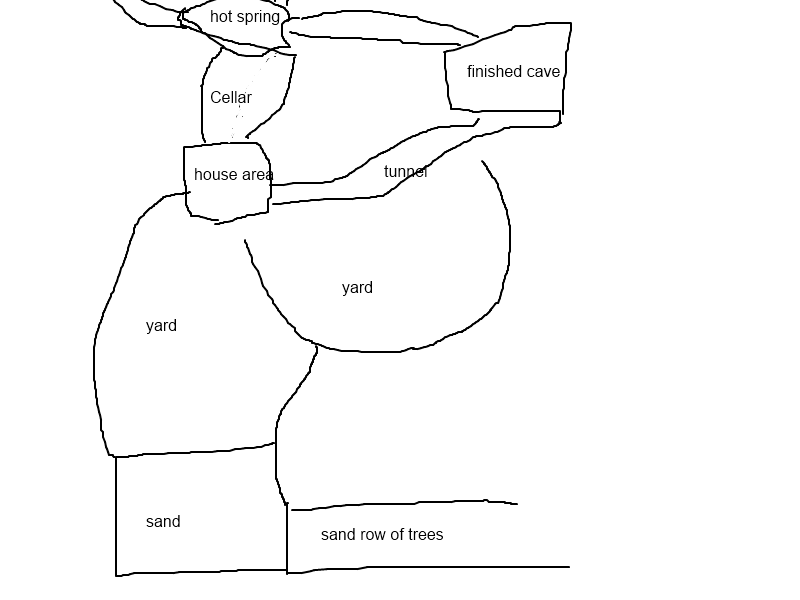 hot spring
finished cave
Cellar
house area
tunnel
yard
yard
sand
sand row of trees